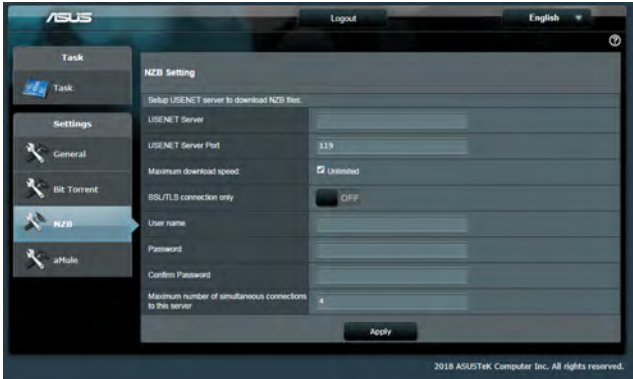 ASUS
Logout
English
Task
Task
Settings
General
Bit Torrent
NZB
aMule
NZB Setting
Setup USENET server to download NZB files:
USENET Server
USENET Server Port
119
Maximum download speed:
Unlimited
SSL/TLS connection only
OFF
User name
Password
Confirm Password
Maximum number of simultaneous connections
to this server
4
Apply
2018 ASUSTeK Computer Inc. All rights reserved.